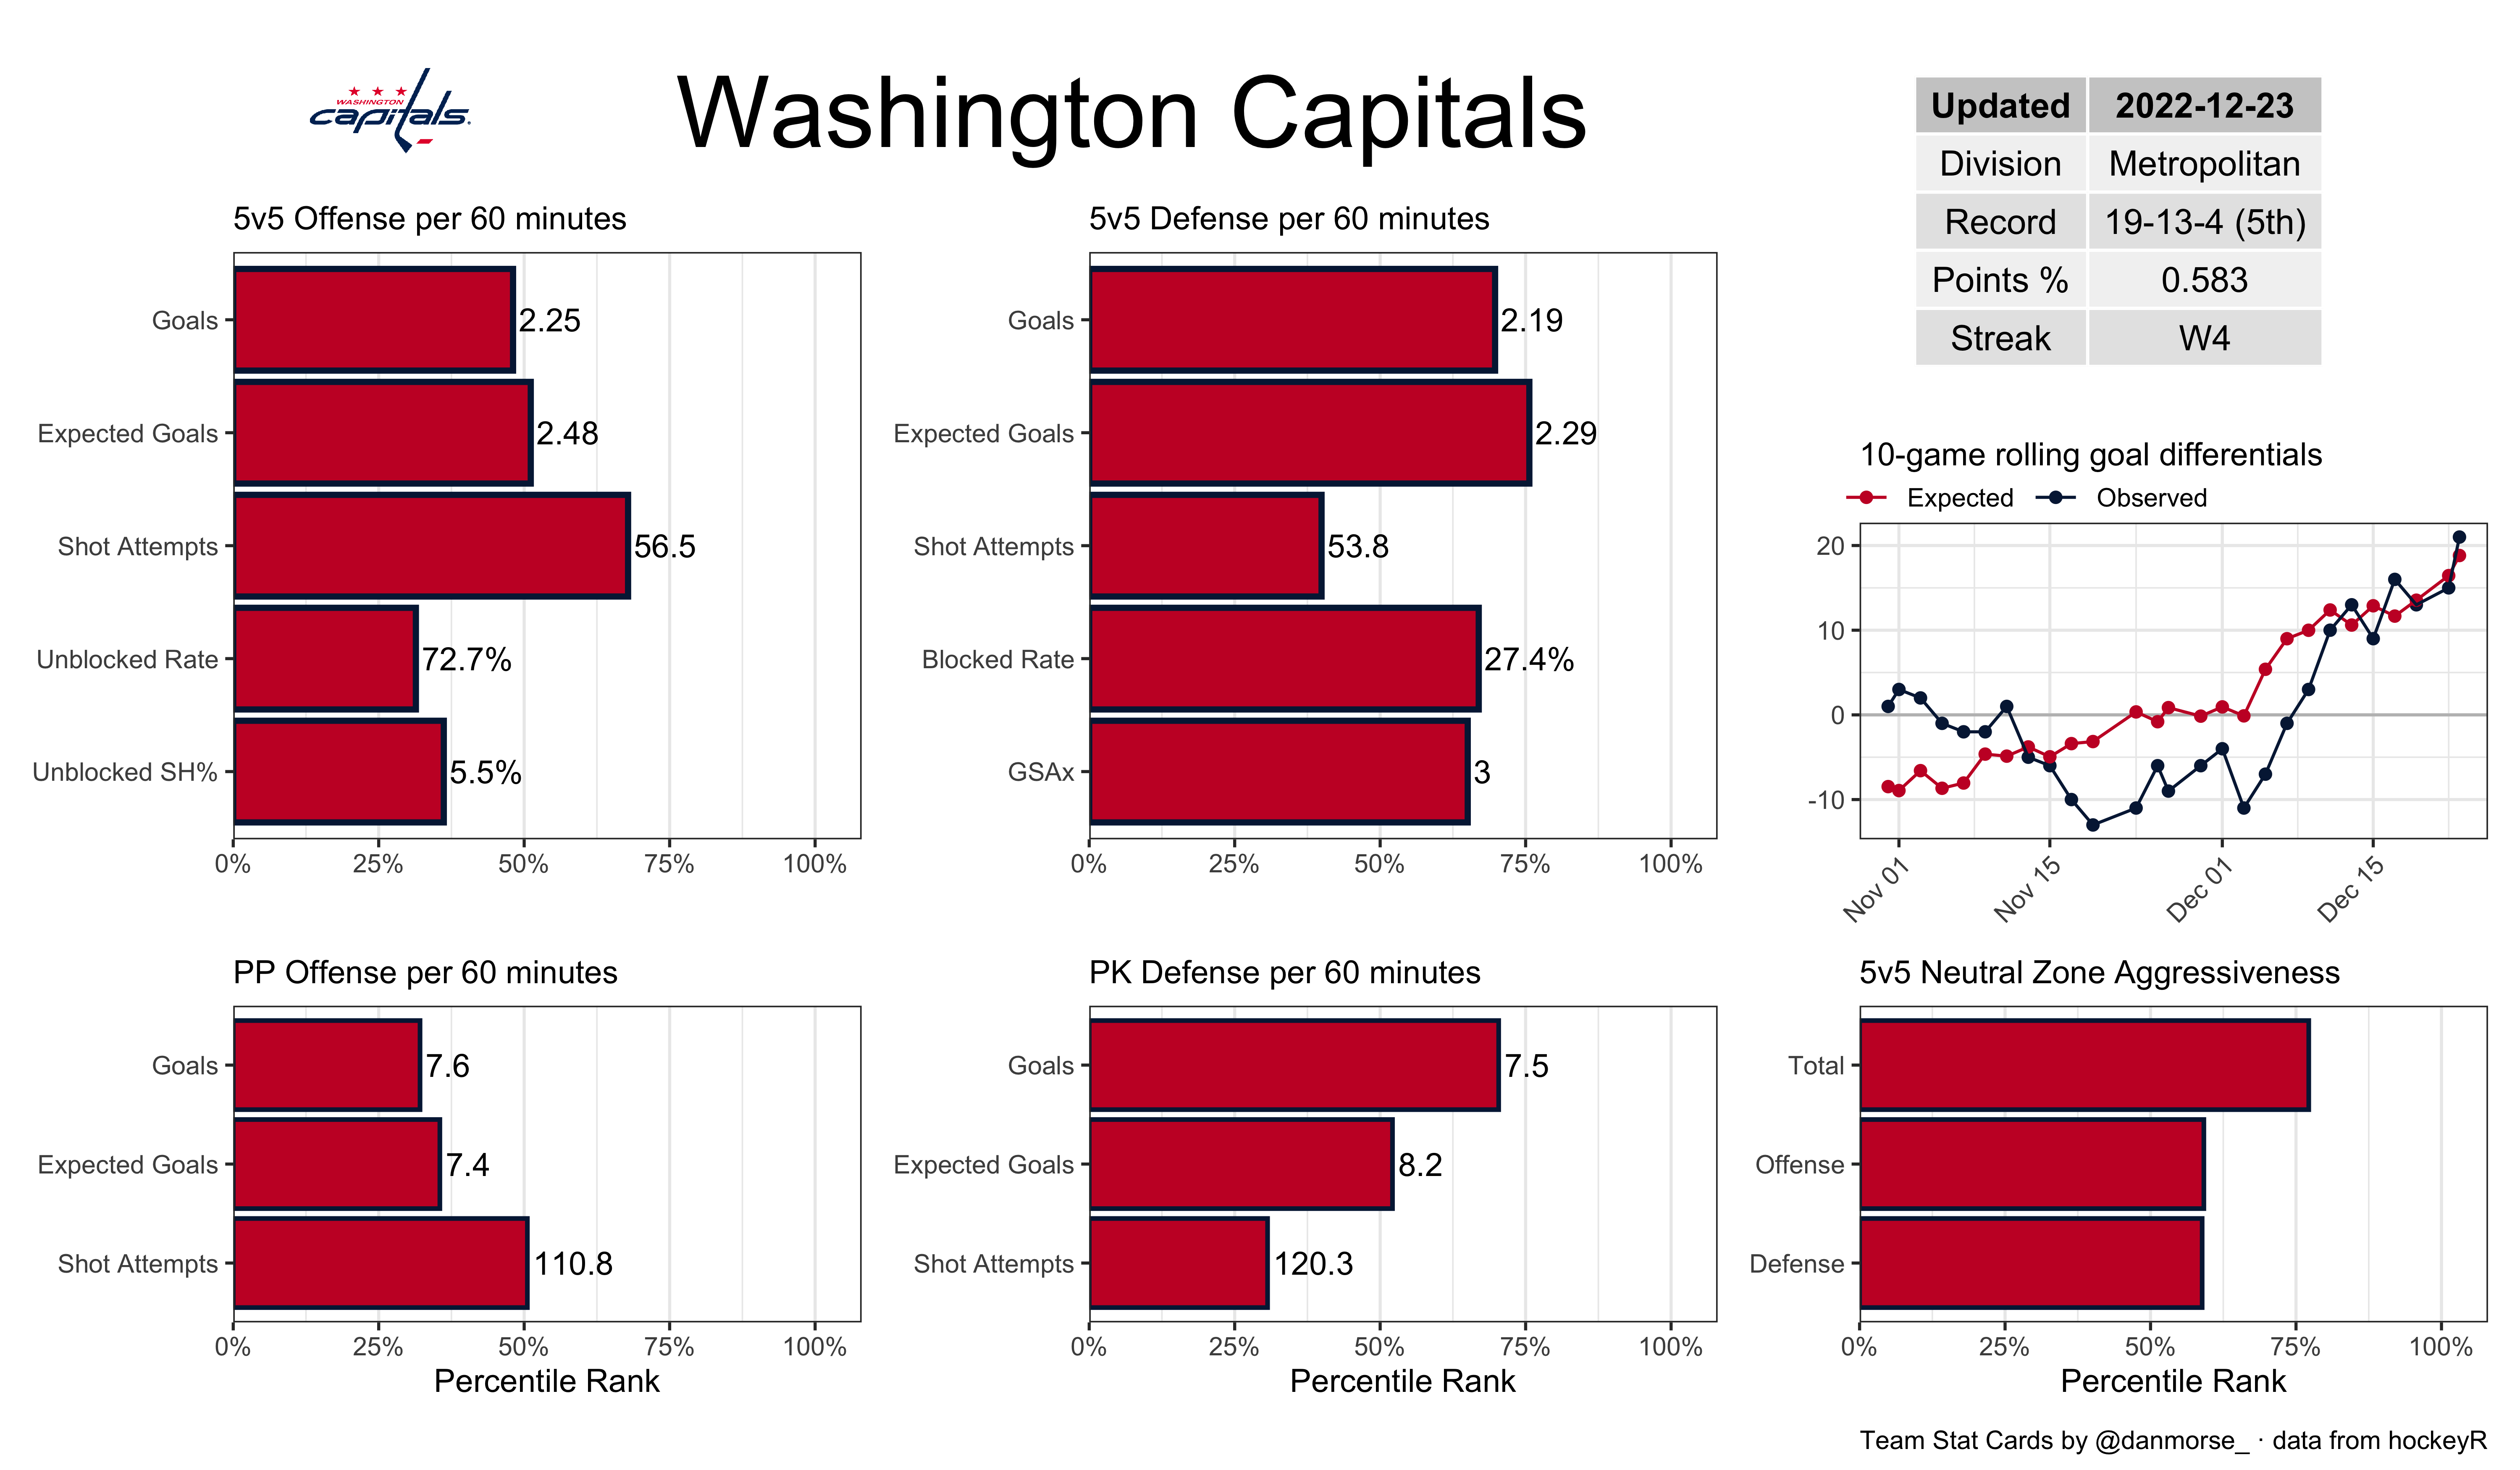 WASHINGTON
capitals.
Washington Capitals
Updated 2022-12-23
Division Metropolitan
Record 19-13-4 (5th)
Points % 0.583
Streak W4
5v5 Offense per 60 minutes
Goals 2.25
Expected Goals 2.48
Shot Attempts 56.5
Unblocked Rate 72.7%
Unblocked SH% 5.5%
0% 25% 50% 75% 100%
5v5 Defense per 60 minutes
Goals 2.19
Expected Goals 2.29
Shot Attempts 53.8
Blocked Rate 27.4%
GSAx 3
0% 25% 50% 75% 100%
10-game rolling goal differentials
Expected Observed
20
10
0
-10
Nov 01 Nov 15 Dec 01 Dec 15
PP Offense per 60 minutes
Goals 7.6
Expected Goals 7.4
Shot Attempts 110.8
0% 25% 50% 75% 100%
Percentile Rank
PK Defense per 60 minutes
Goals 7.5
Expected Goals 8.2
Shot Attempts 120.3
0% 25% 50% 75% 100%
Percentile Rank
5v5 Neutral Zone Aggressiveness
Total
Offense
Defense
0% 25% 50% 75% 100%
Percentile Rank
Team Stat Cards by @danmorse_ · data from hockeyR